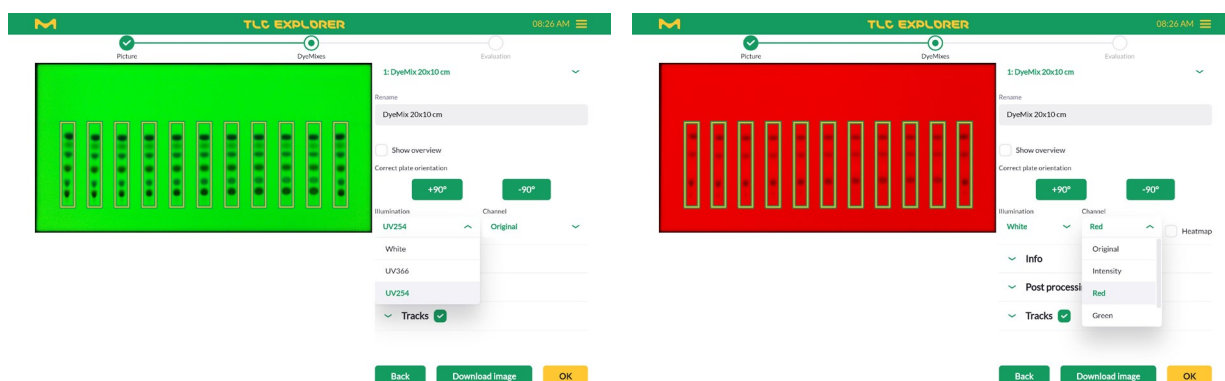 TLC EXPLORER
08:26 AM
Picture
DyeMixes
Evaluation
1: DyeMix 20x10 cm
Rename
DyeMix 20x10 cm
Show overview
Correct plate orientation
+90°
-90°
Illumination
Channel
UV254
Original
White
UV366
UV254
Tracks
Back
Download image
OK
TLC EXPLORER
08:26 AM
Picture
DyeMixes
Evaluation
1: DyeMix 20x10 cm
Rename
DyeMix 20x10 cm
Show overview
Correct plate orientation
+90°
-90°
Illumination
Channel
White
Red
Heatmap
Original
Info
Intensity
Post processi
Red
Tracks
Green
Back
Download image
OK